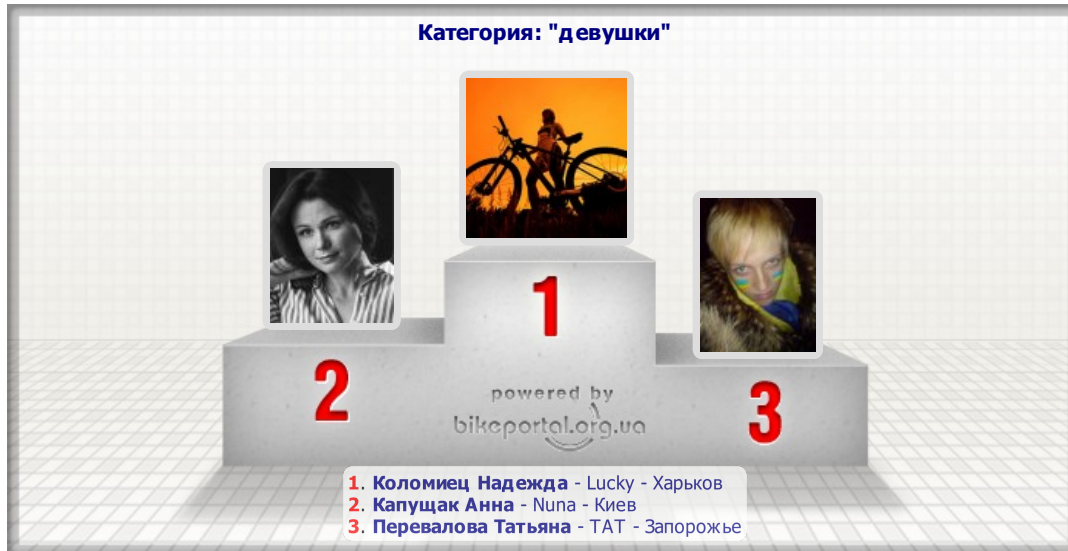 Категория: "девушки"
1
2
3
powered by
bikeportal.org.ua
1. Коломиец Надежда - Lucky - Харьков
2. Капущак Анна - Nuna - Киев
3. Перевалова Татьяна - ТАТ - Запорожье